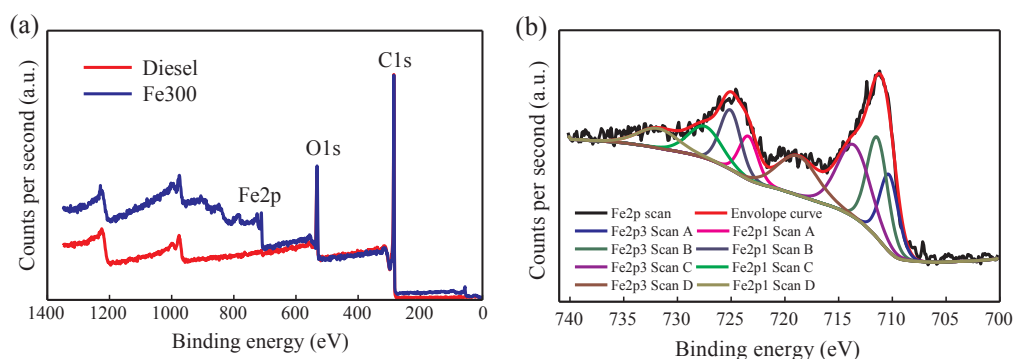 (a)
Counts per second (a.u.)
Diesel
Fe300
C1s
O1s
Fe2p
1400 1200 1000 800 600 400 200 0
Binding energy (eV)
(b)
Counts per second (a.u.)
Fe2p scan Envolope curve
Fe2p3 Scan A Fe2p1 Scan A
Fe2p3 Scan B Fe2p1 Scan B
Fe2p3 Scan C Fe2p1 Scan C
Fe2p3 Scan D Fe2p1 Scan D
740 735 730 725 720 715 710 705 700
Binding energy (eV)